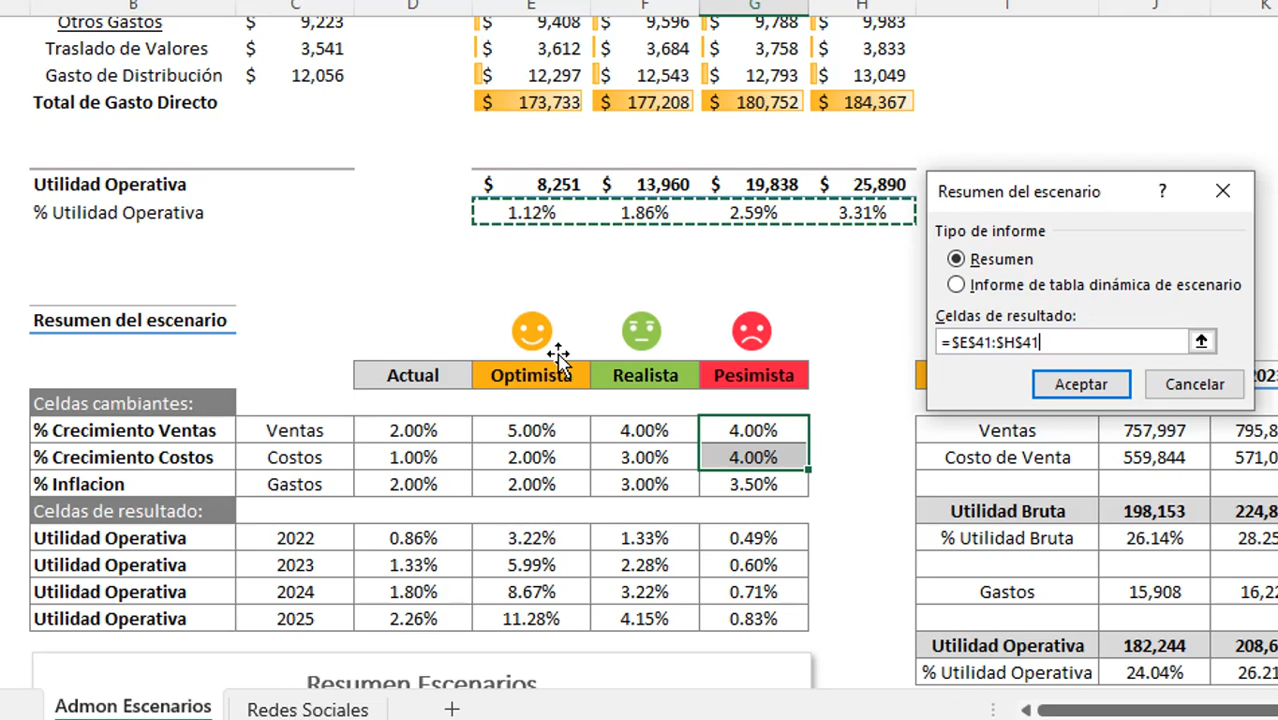 B C D E F G H I J K
Otros Gastos $ 9,223 $ 9,408 $ 9,596 $ 9,788 $ 9,983
Traslado de Valores $ 3,541 $ 3,612 $ 3,684 $ 3,758 $ 3,833
Gasto de Distribución $ 12,056 $ 12,297 $ 12,543 $ 12,793 $ 13,049
Total de Gasto Directo $ 173,733 $ 177,208 $ 180,752 $ 184,367
Utilidad Operativa $ 8,251 $ 13,960 $ 19,838 $ 25,890
% Utilidad Operativa 1.12% 1.86% 2.59% 3.31%
Resumen del escenario
Actual Optimista Realista Pesimista
Celdas cambiantes:
% Crecimiento Ventas Ventas 2.00% 5.00% 4.00% 4.00%
% Crecimiento Costos Costos 1.00% 2.00% 3.00% 4.00%
% Inflacion Gastos 2.00% 2.00% 3.00% 3.50%
Celdas de resultado:
Utilidad Operativa 2022 0.86% 3.22% 1.33% 0.49%
Utilidad Operativa 2023 1.33% 5.99% 2.28% 0.60%
Utilidad Operativa 2024 1.80% 8.67% 3.22% 0.71%
Utilidad Operativa 2025 2.26% 11.28% 4.15% 0.83%
Resumen Escenarios
Resumen del escenario ?
Tipo de informe
Resumen
Informe de tabla dinámica de escenario
Celdas de resultado:
=$E$41:$H$41
Aceptar Cancelar
Ventas 757,997
Costo de Venta 559,844
Utilidad Bruta 198,153
% Utilidad Bruta 26.14%
Gastos 15,908
Utilidad Operativa 182,244
% Utilidad Operativa 24.04%
Admon Escenarios Redes Sociales +